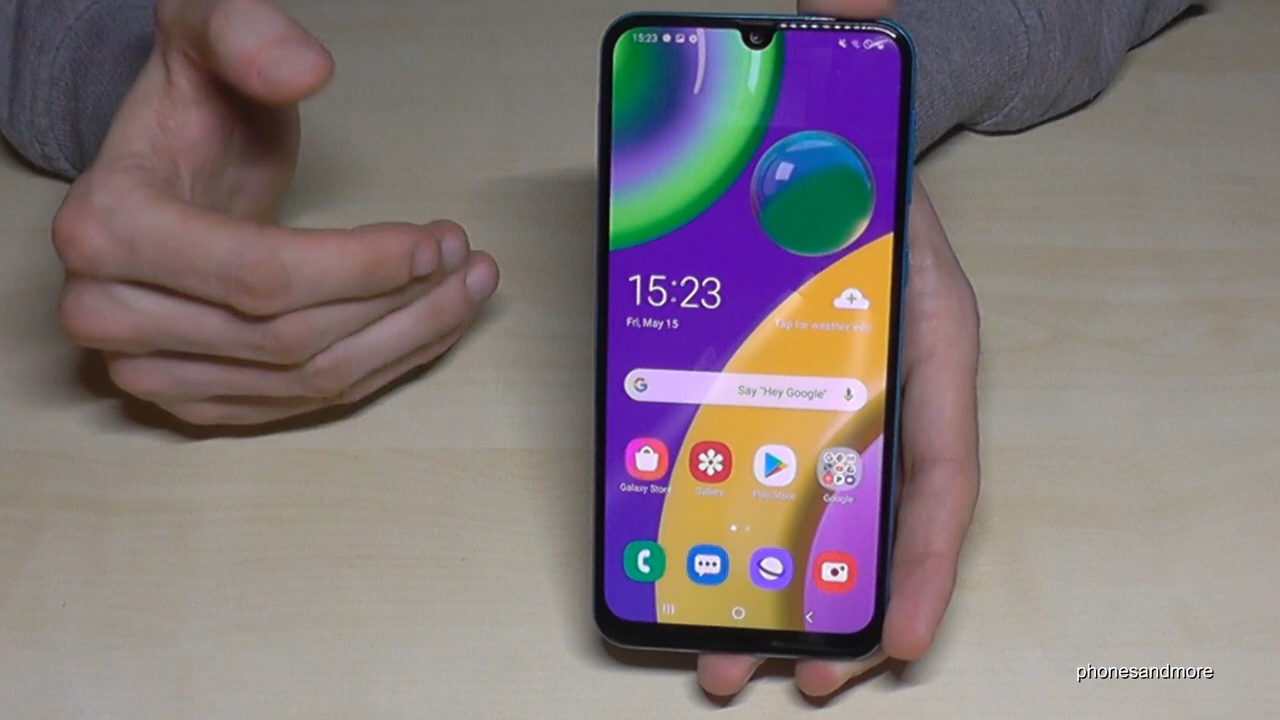 15:23
15:23
Fri, May 15
Tap for weather info
G
Say "Hey Google"
Galaxy Store
Gallery
Play Store
Google
phonesandmore